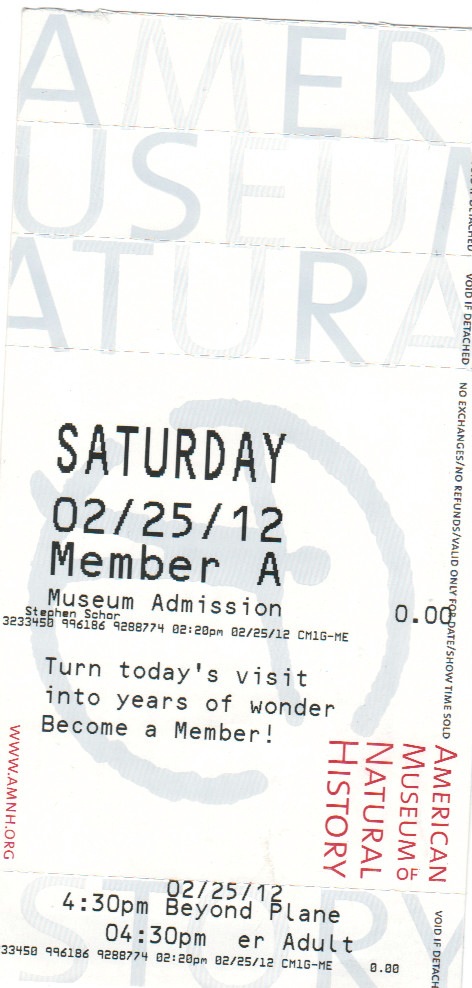 AMER
USEU
ATURA
VOID IF DETACHED
NO EXCHANGES/NO REFUNDS/VALID ONLY FOR DATE/SHOW TIME SOLD
SATURDAY
02/25/12
Member A
Museum Admission
0.00
Stephen Schor
3233450 996186 9288774 02:20pm 02/25/12 CM1G-ME
Turn today's visit
into years of wonder
Become a Member!
WWW.AMNH.ORG
AMERICAN
MUSEUM OF
NATURAL
HISTORY
STORY
02/25/12
4:30pm Beyond Plane
04:30pm er Adult
33450 996186 9288774 02:20pm 02/25/12 CM1G-ME 0.00
VOID IF DETACH